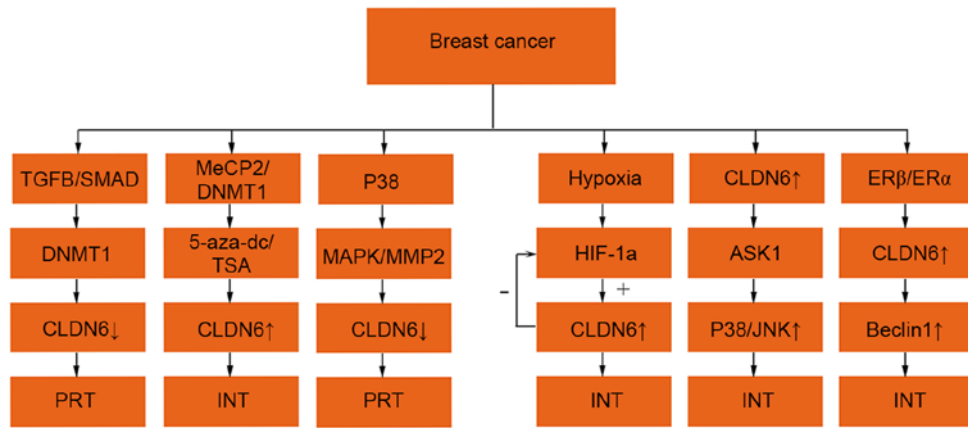 Breast cancer
TGFB/SMAD
MeCP2/
DNMT1
P38
Hypoxia
CLDN6↑
ERβ/ERα
DNMT1
5-aza-dc/
TSA
MAPK/MMP2
HIF-1a
ASK1
CLDN6↑
-
+
CLDN6↓
CLDN6↑
CLDN6↓
CLDN6↑
P38/JNK↑
Beclin1↑
PRT
INT
PRT
INT
INT
INT